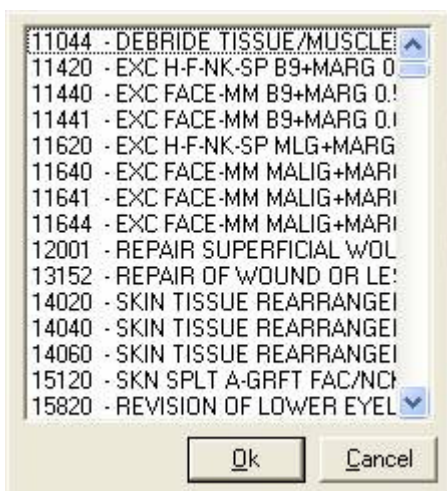 11044 - DEBRIDE TISSUE/MUSCLE
11420 - EXC H-F-NK-SP B9+MARG 0
11440 - EXC FACE-MM B9+MARG 0.
11441 - EXC FACE-MM B9+MARG 0.
11620 - EXC H-F-NK-SP MLG+MARG
11640 - EXC FACE-MM MALIG+MAR
11641 - EXC FACE-MM MALIG+MAR
11644 - EXC FACE-MM MALIG+MAR
12001 - REPAIR SUPERFICIAL WOU
13152 - REPAIR OF WOUND OR LE
14020 - SKIN TISSUE REARRANGE
14040 - SKIN TISSUE REARRANGE
14060 - SKIN TISSUE REARRANGE
15120 - SKN SPLT A-GRFT FAC/NC
15820 - REVISION OF LOWER EYEL
Ok Cancel